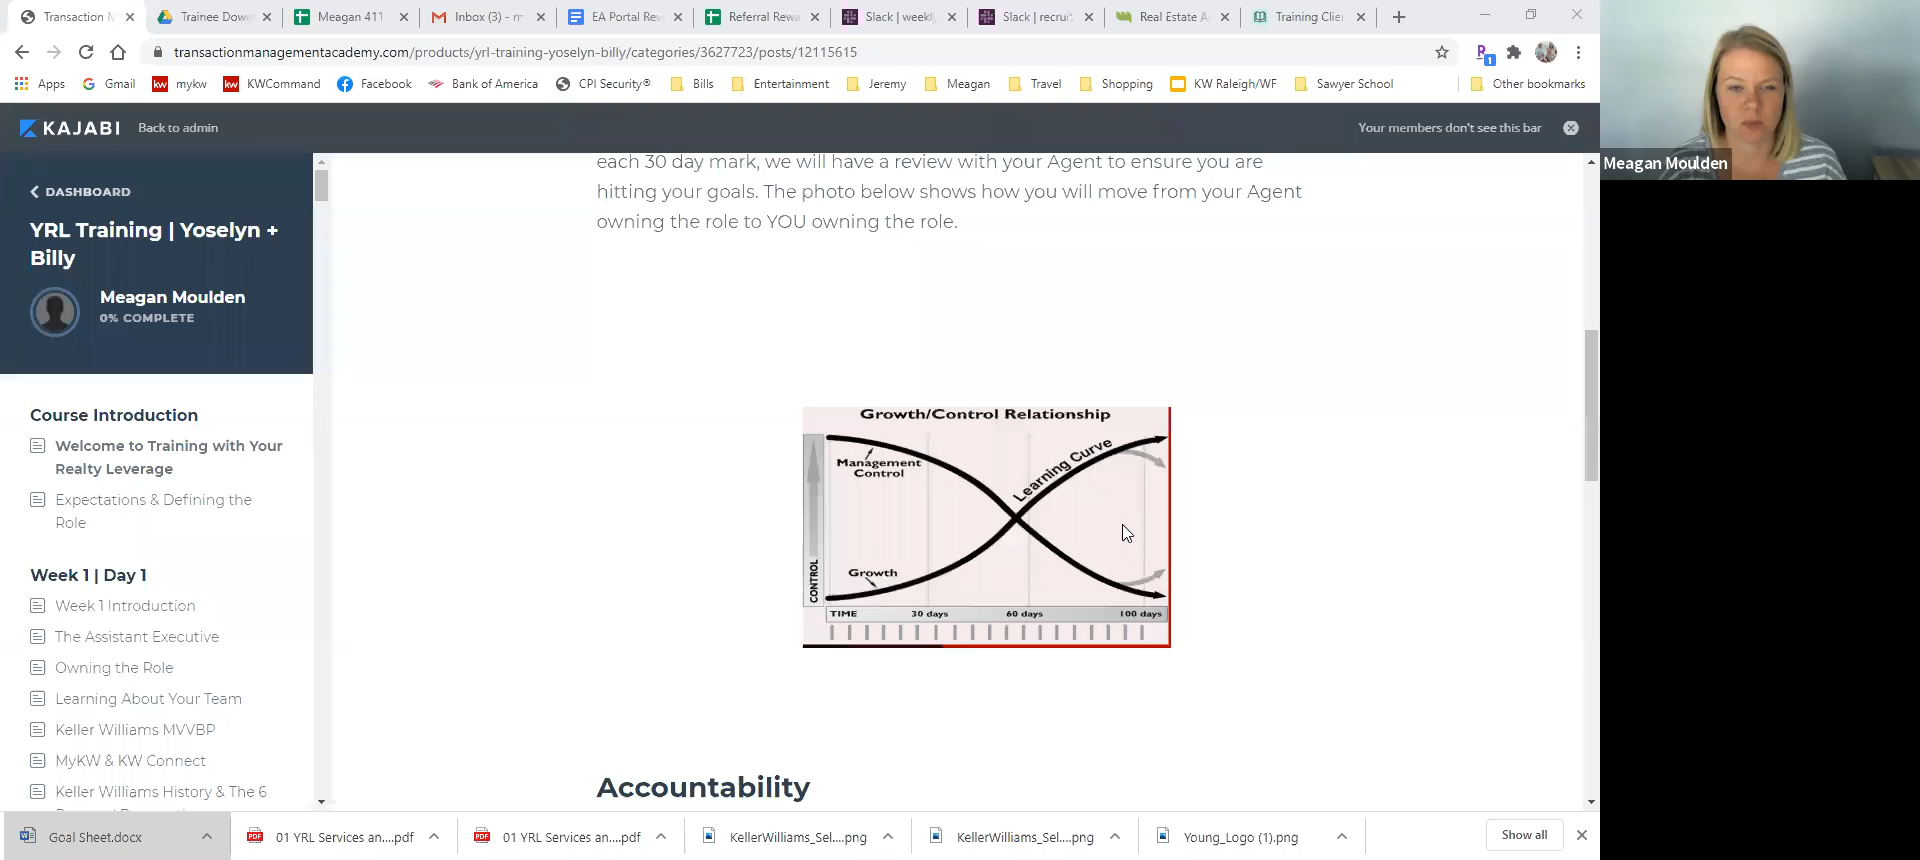 Transaction M
Trainee Dow
Meagan 411
Inbox (3) - m
EA Portal Re
Referral Rewa
Slack | weekl
Slack | recrui
Real Estate A
Training Clie
transactionmanagementacademy.com/products/yrl-training-yoselyn-billy/categories/3627723/posts/12115615
1
Apps
Gmail
kw mykw
kw KWCommand
Facebook
Bank of America
CPI Security®
Bills
Entertainment
Jeremy
Meagan
Travel
Shopping
KW Raleigh/WF
Sawyer School
Other bookmarks
KAJABI
Back to admin
Your members don't see this bar
DASHBOARD
YRL Training | Yoselyn +
Billy
Meagan Moulden
0% COMPLETE
Course Introduction
Welcome to Training with Your
Realty Leverage
Expectations & Defining the
Role
Week 1 | Day 1
Week 1 Introduction
The Assistant Executive
Owning the Role
Learning About Your Team
Keller Williams MVVBP
MyKW & KW Connect
Keller Williams History & The 6
each 30 day mark, we will have a review with your Agent to ensure you are
hitting your goals. The photo below shows how you will move from your Agent
owning the role to YOU owning the role.
Growth/Control Relationship
Management
Control
Learning Curve
Growth
CONTROL
TIME
30 days
60 days
100 days
Accountability
Meagan Moulden
Goal Sheet.docx
PDF
01 YRL Services an....pdf
PDF
01 YRL Services an....pdf
KellerWilliams_Sel....png
KellerWilliams_Sel....png
Young_Logo (1).png
Show all